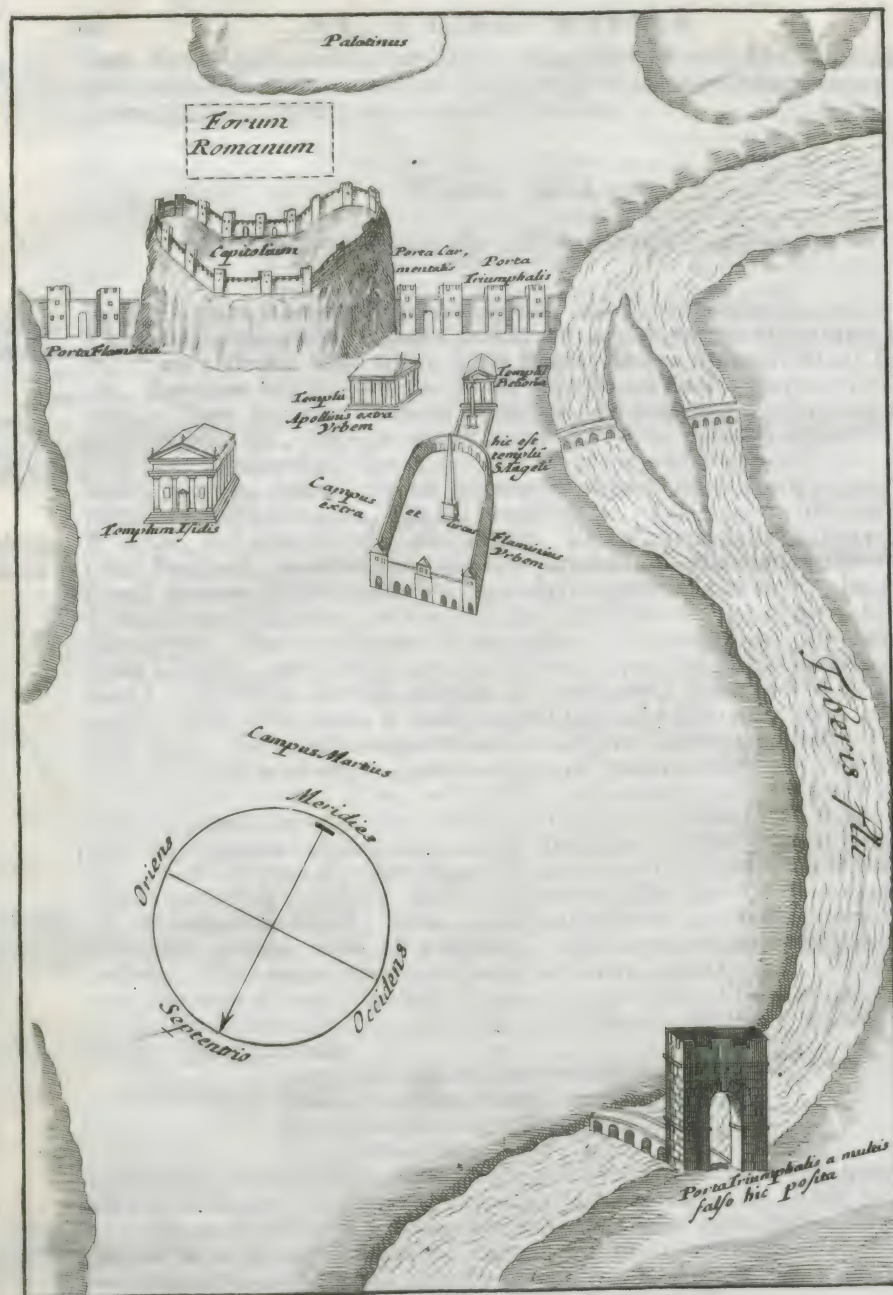 Palatinus
Forum
Romanum
Capitolium
Porta Car,
mentalis
Porta
Triumphalis
Porta Flaminia
Templū
Apollinis extra
Vrbem
Templū
Bellonæ
hic est
templū
S Angeli
Templum Isidis
Campus et Circus Flaminius
extra Vrbem
Tiberis Flu
Campus Martius
Meridies
Oriens
Occidens
Septentrio
Porta Triumphalis a multis
falso hic posita